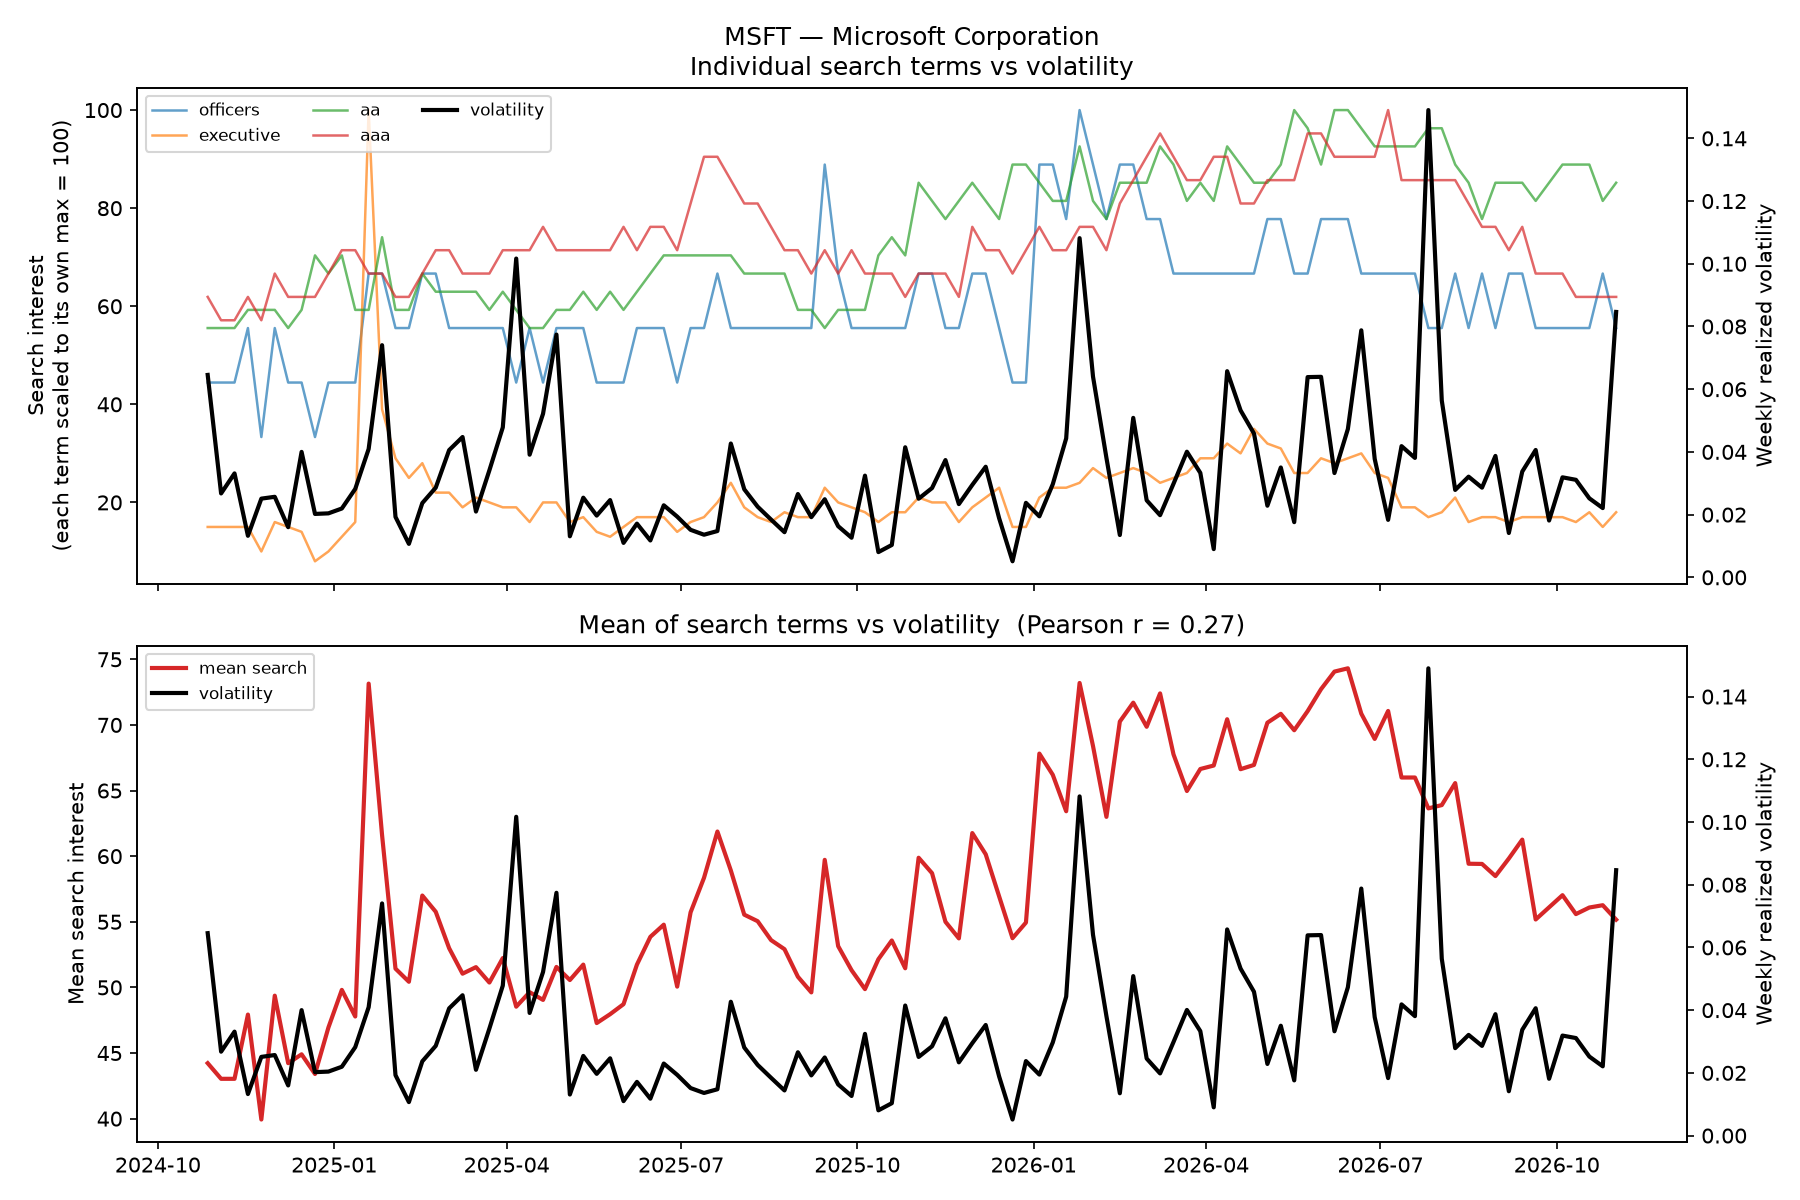 MSFT — Microsoft Corporation
Individual search terms vs volatility
officers
executive
aa
aaa
volatility
100
80
60
40
20
Search interest
(each term scaled to its own max = 100)
0.14
0.12
0.10
0.08
0.06
0.04
0.02
0.00
Weekly realized volatility
Mean of search terms vs volatility (Pearson r = 0.27)
mean search
volatility
75
70
65
60
55
50
45
40
Mean search interest
0.14
0.12
0.10
0.08
0.06
0.04
0.02
0.00
Weekly realized volatility
2024-10
2025-01
2025-04
2025-07
2025-10
2026-01
2026-04
2026-07
2026-10